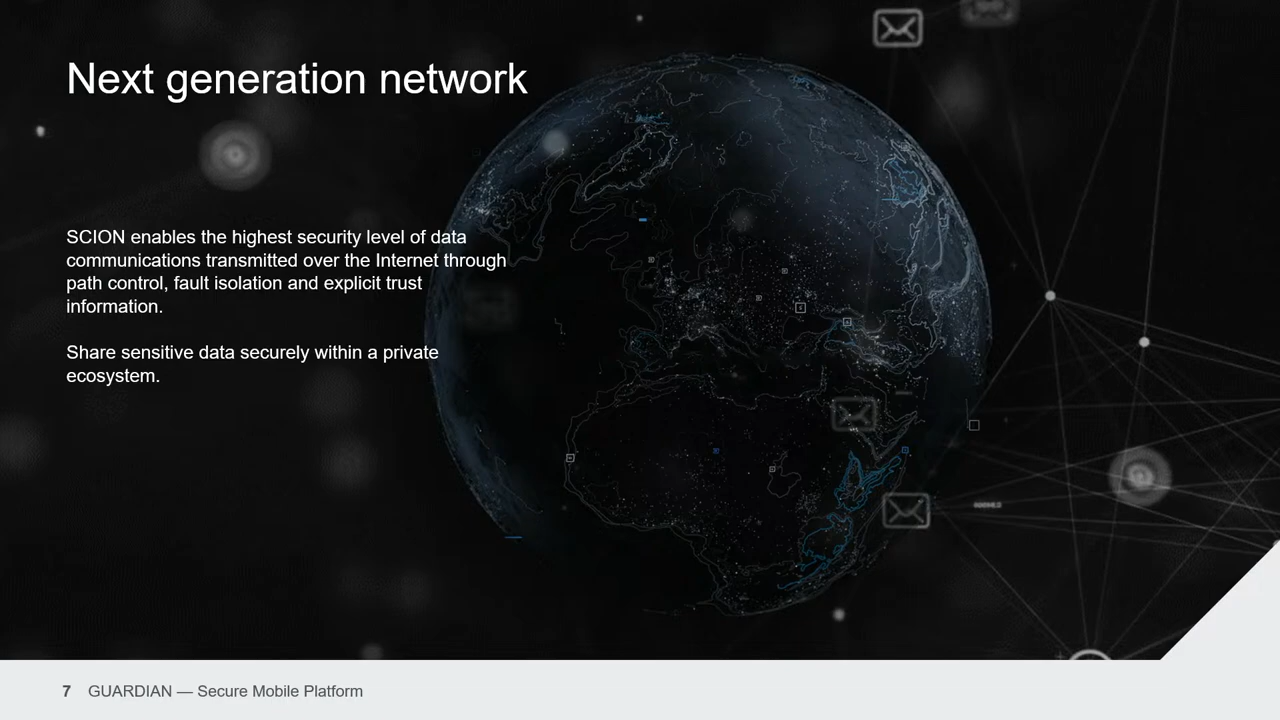 Next generation network
SCION enables the highest security level of data
communications transmitted over the Internet through
path control, fault isolation and explicit trust
information.
Share sensitive data securely within a private
ecosystem.
7 GUARDIAN — Secure Mobile Platform